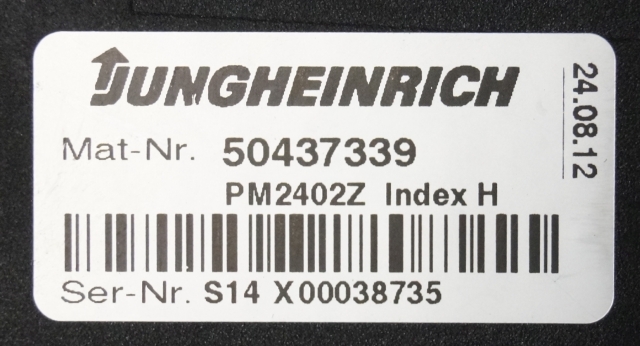 JUNGHEINRICH
Mat-Nr. 50437339
PM2402Z Index H
Ser-Nr. S14 X00038735
24.08.12